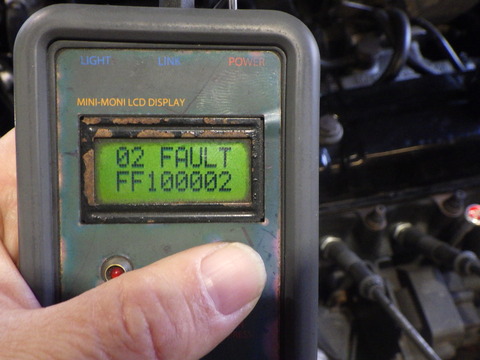 LIGHT LINK POWER
MINI-MONI LCD DISPLAY
02 FAULT
FF100002